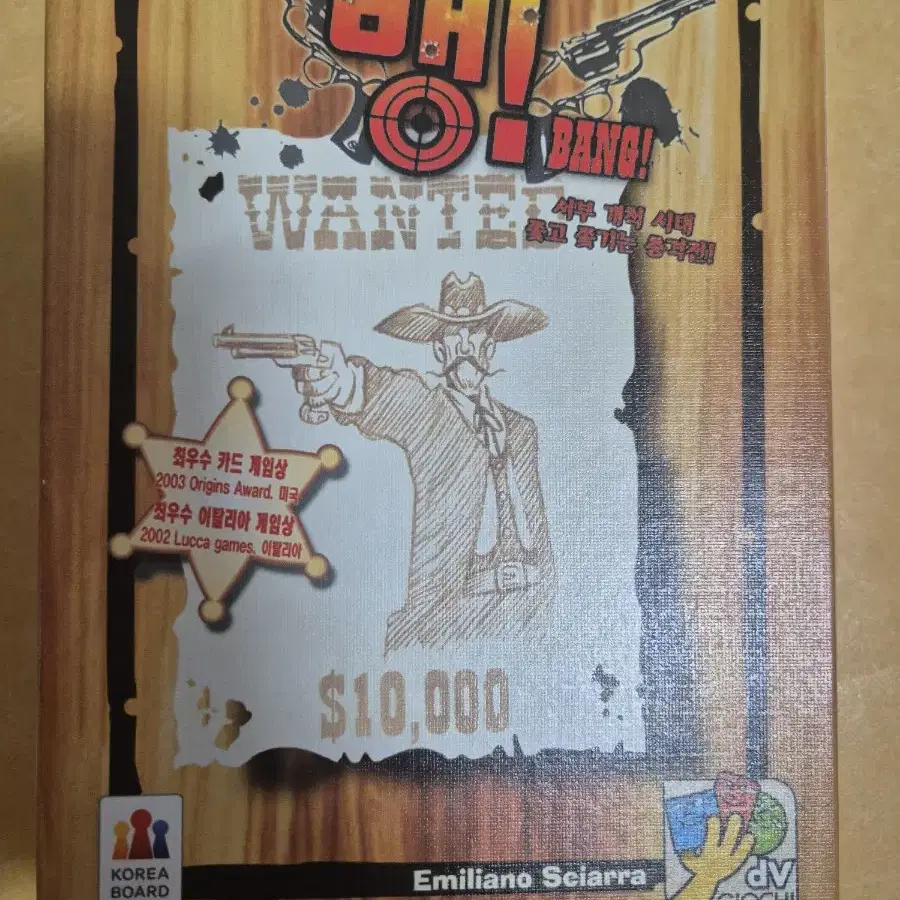 뱅!
BANG!
WANTED
서부 개척 시대
쫓고 쫓기는 총격전!
최우수 카드 게임상
2003 Origins Award. 미국
최우수 이탈리아 게임상
2002 Lucca games. 이탈리아
$10,000
KOREA
BOARD
Emiliano Sciarra
dV
GIOCHI